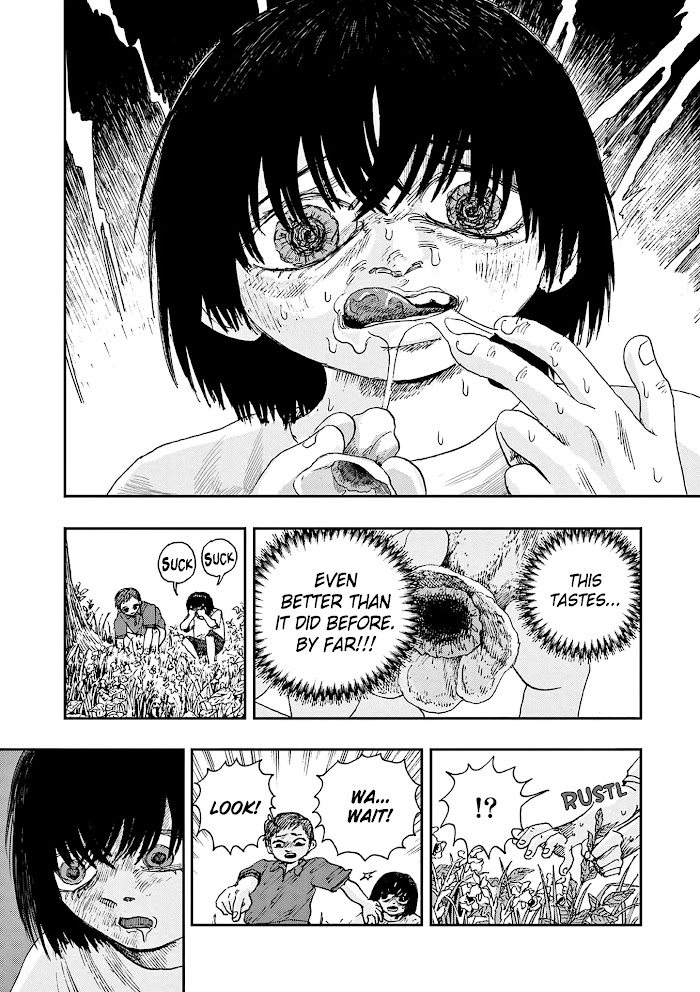 THIS
TASTES...
EVEN
BETTER THAN
IT DID BEFORE.
BY FAR!!!
SUCK
SUCK
RUSTL
!?
WA...
WAIT!
LOOK!